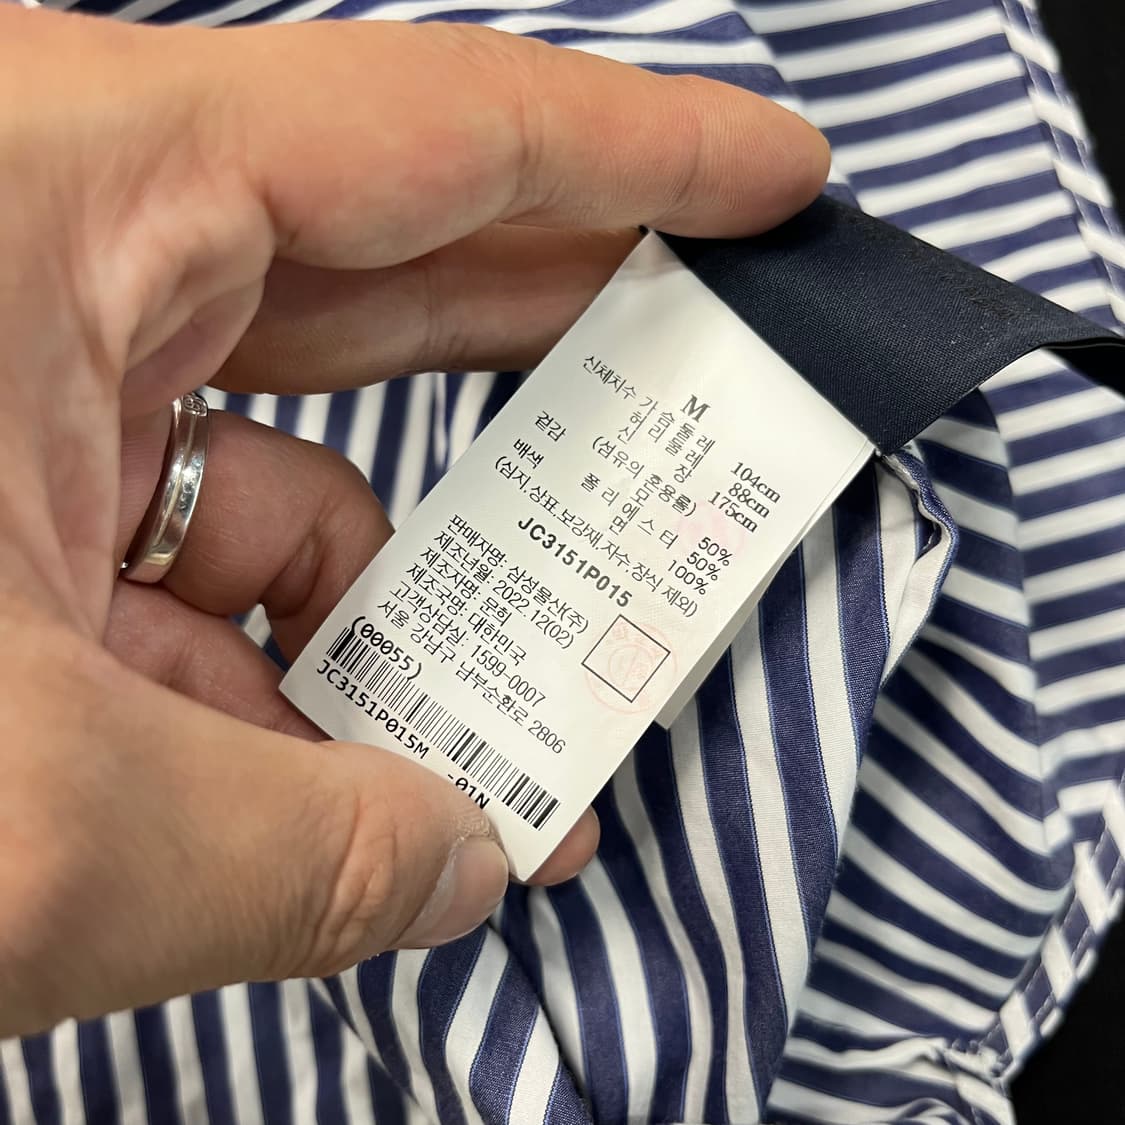 M
신체치수 가슴둘레 104cm
허리둘레 88cm
신장 175cm
(섬유의 혼용률)
겉감 모 50%
폴리에스터 50%
배색 면 100%
(심지,상표,보강재,자수,장식 제외)
JC3151P015
판매자명: 삼성물산(주)
제조년월: 2022.12(02)
제조자명: 문희
제조국명: 대한민국
고객상담실: 1599-0007
서울 강남구 남부순환로 2806
(00055)
JC3151P015M -01N